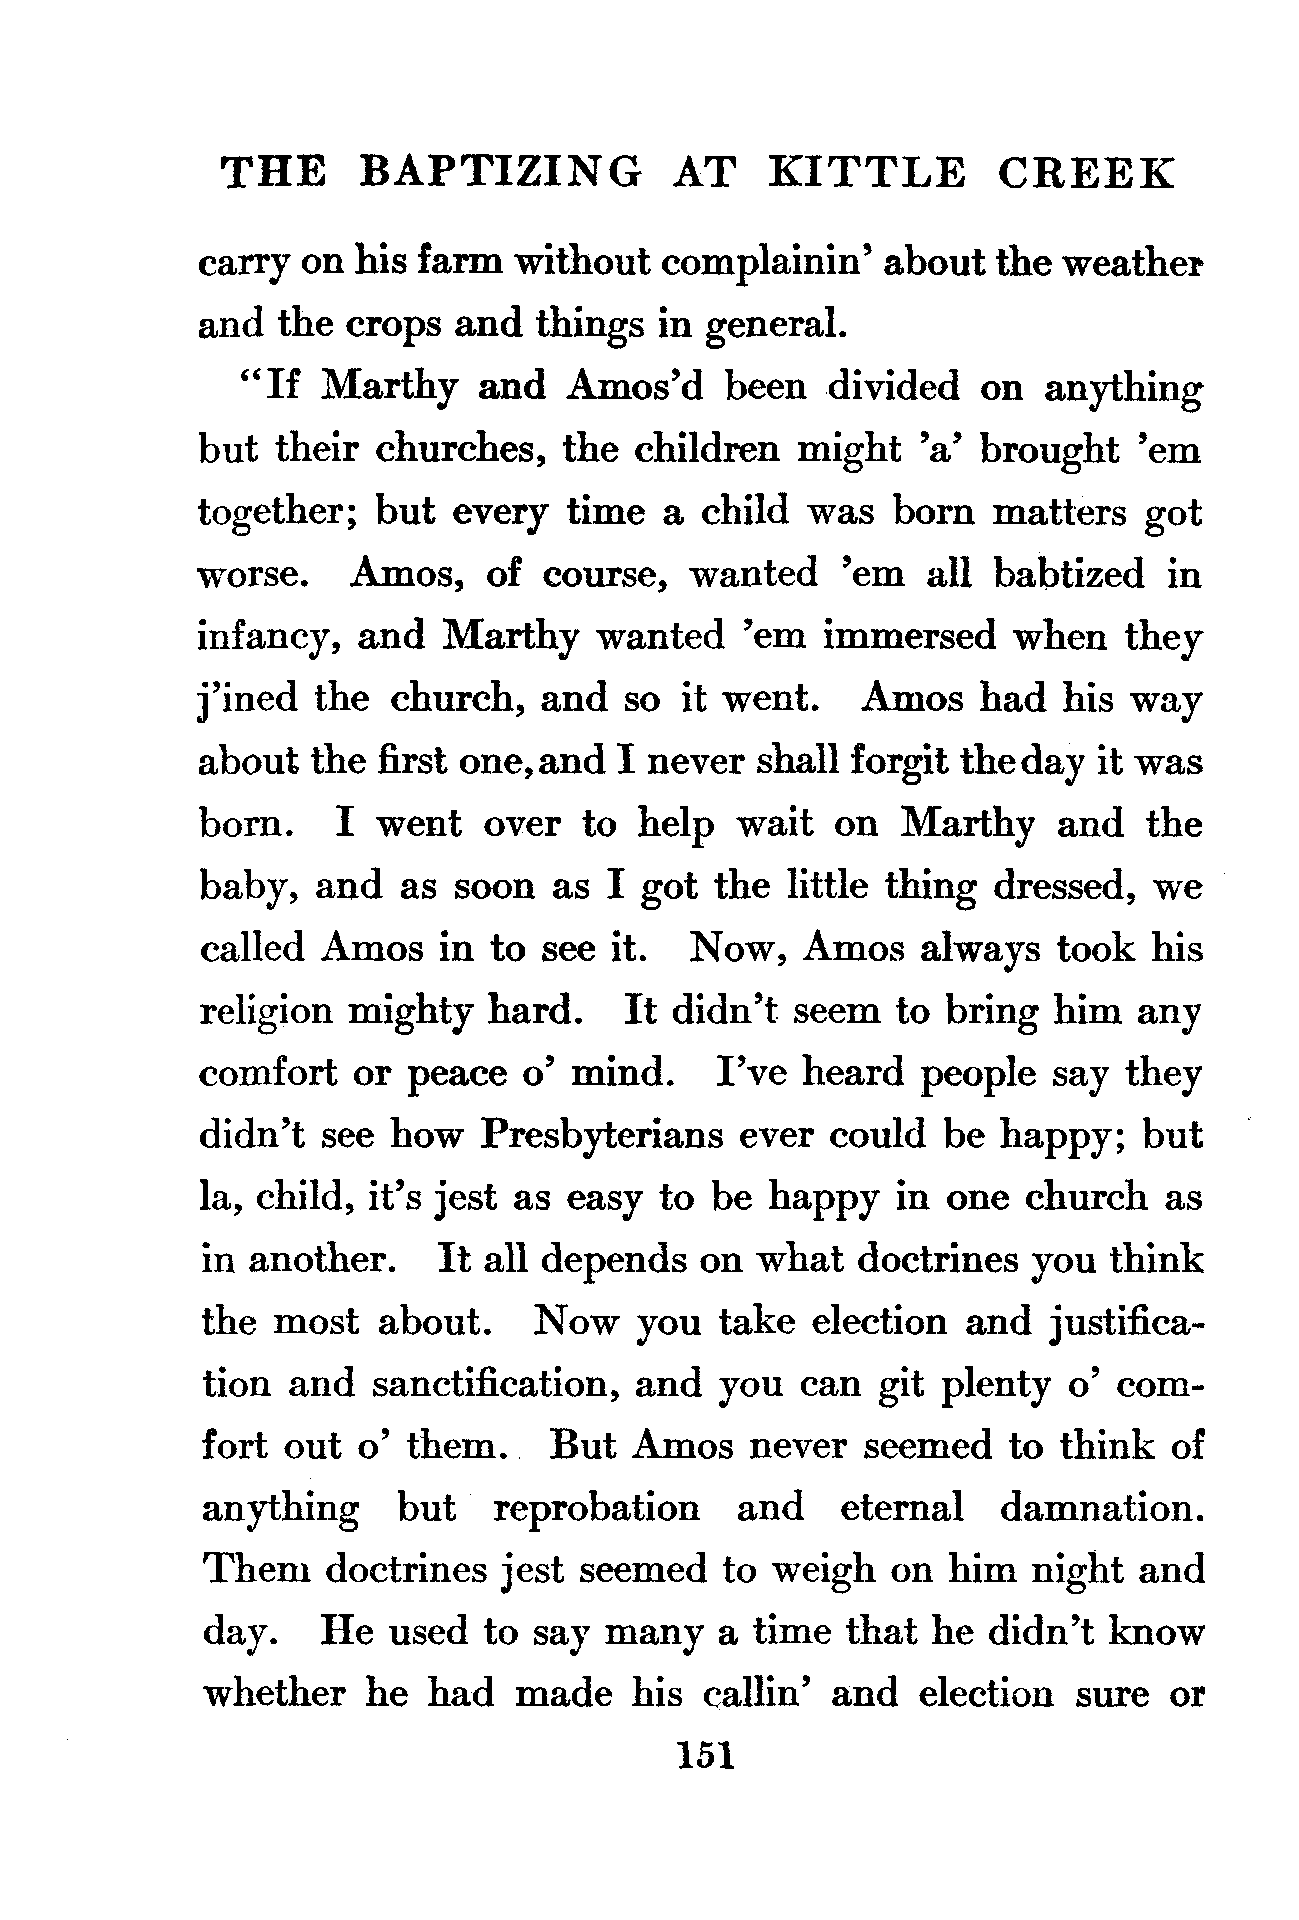 THE BAPTIZING AT KITTLE CREEK
carry on his farm without complainin' about the weather
and the crops and things in general.
"If Marthy and Amos'd been divided on anything
but their churches, the children might 'a' brought 'em
together; but every time a child was born matters got
worse. Amos, of course, wanted 'em all babtized in
infancy, and Marthy wanted 'em immersed when they
j'ined the church, and so it went. Amos had his way
about the first one, and I never shall forgit the day it was
born. I went over to help wait on Marthy and the
baby, and as soon as I got the little thing dressed, we
called Amos in to see it. Now, Amos always took his
religion mighty hard. It didn't seem to bring him any
comfort or peace o' mind. I've heard people say they
didn't see how Presbyterians ever could be happy; but
la, child, it's jest as easy to be happy in one church as
in another. It all depends on what doctrines you think
the most about. Now you take election and justifica-
tion and sanctification, and you can git plenty o' com-
fort out o' them. But Amos never seemed to think of
anything but reprobation and eternal damnation.
Them doctrines jest seemed to weigh on him night and
day. He used to say many a time that he didn't know
whether he had made his callin' and election sure or
151